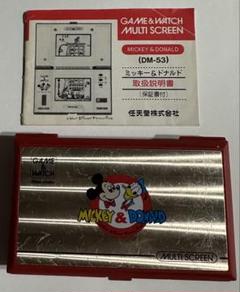 GAME & WATCH
MULTI SCREEN
MICKEY & DONALD
(DM-53)
ミッキー&ドナルド
取扱説明書
[保証書付]
任天堂株式会社
GAME
&
WATCH
MICKEY & DONALD
MULTI SCREEN